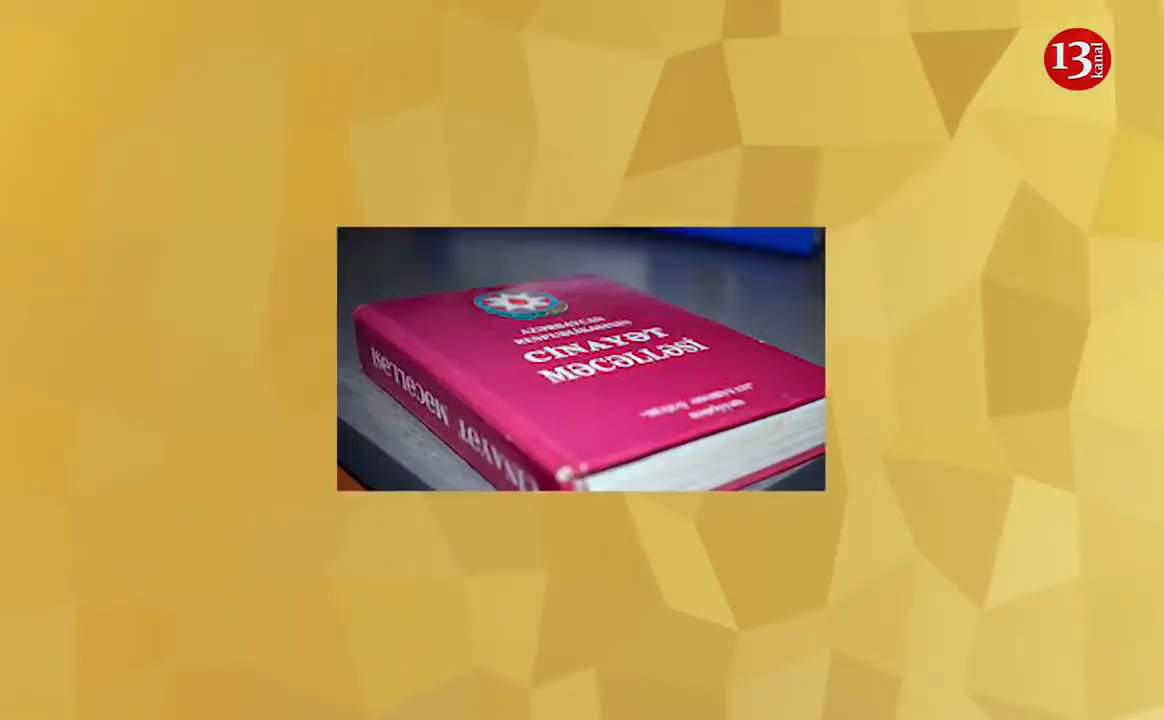 13
kanal
AZƏRBAYCAN
RESPUBLİKASININ
CİNAYƏT
MƏCƏLLƏSİ
CİNAYƏT MƏCƏLLƏSİ